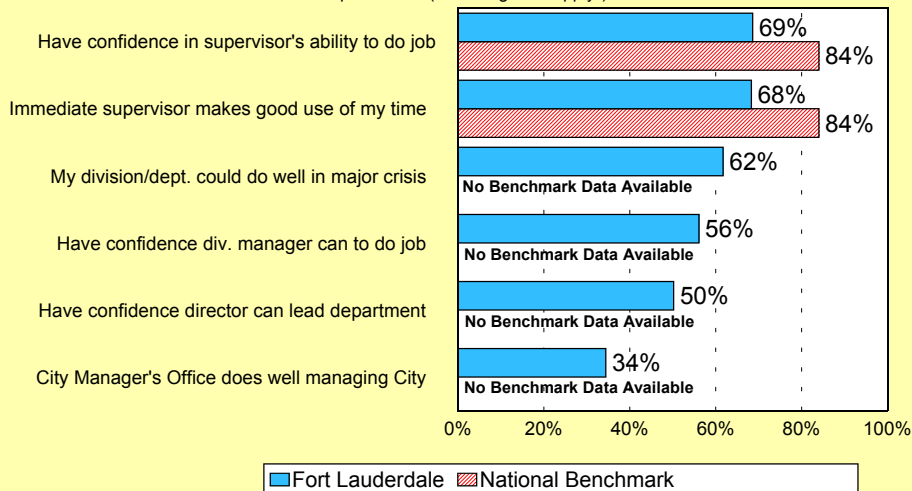 Have confidence in supervisor's ability to do job
69%
84%
Immediate supervisor makes good use of my time
68%
84%
My division/dept. could do well in major crisis
62%
No Benchmark Data Available
Have confidence div. manager can to do job
56%
No Benchmark Data Available
Have confidence director can lead department
50%
No Benchmark Data Available
City Manager's Office does well managing City
34%
No Benchmark Data Available
0% 20% 40% 60% 80% 100%
Fort Lauderdale National Benchmark